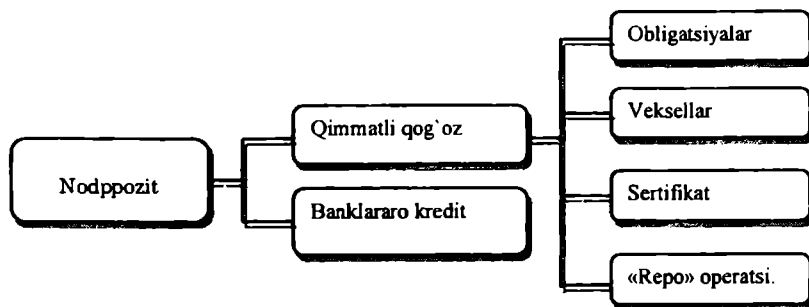 Nodppozit
Qimmatli qog`oz
Banklararo kredit
Obligatsiyalar
Veksellar
Sertifikat
«Repo» operatsi.